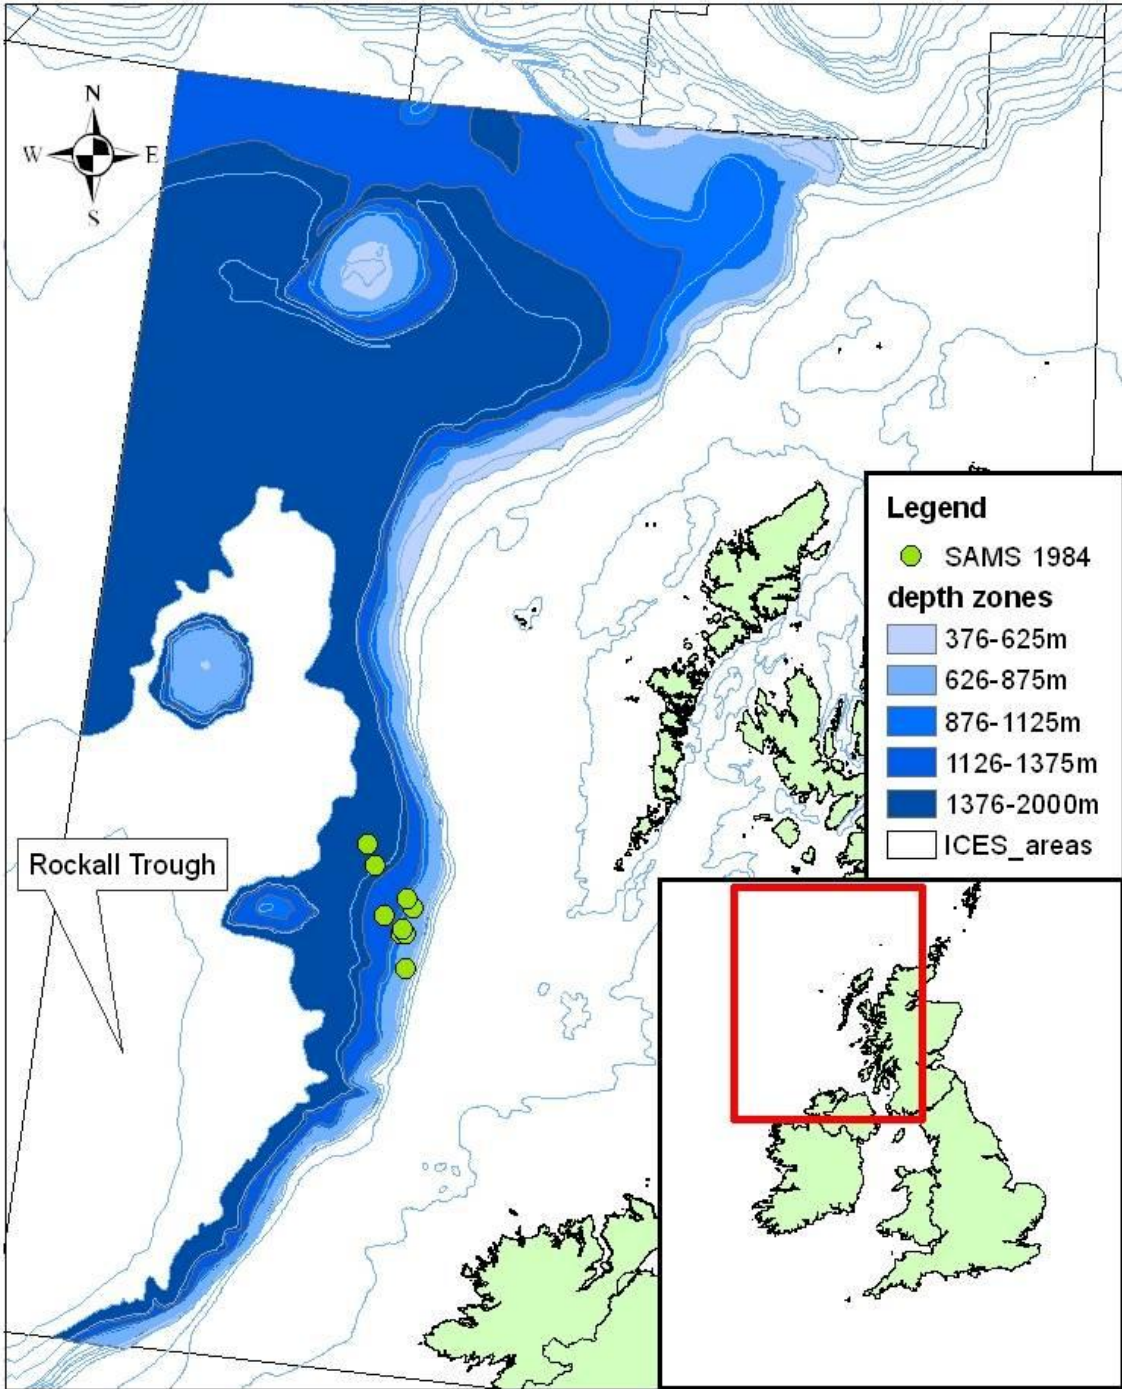 N
W E
S
Legend
SAMS 1984
depth zones
376-625m
626-875m
876-1125m
1126-1375m
1376-2000m
ICES_areas
Rockall Trough